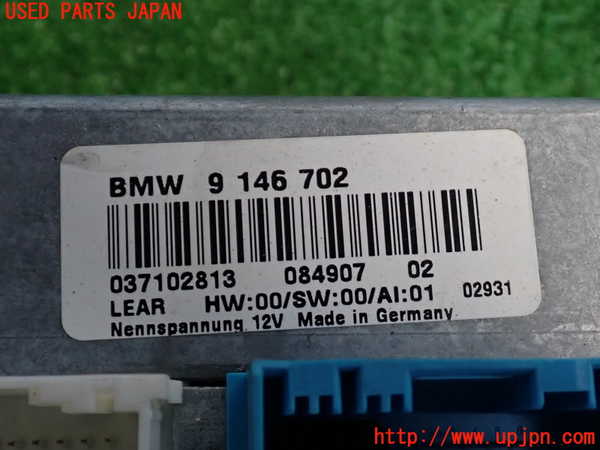 USED PARTS JAPAN
BMW 9 146 702
037102813 084907 02
LEAR HW:00/SW:00/AI:01 02931
Nennspannung 12V Made in Germany
http://www.upjpn.com/